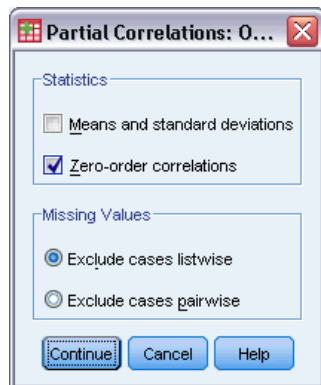 Partial Correlations: O...
Statistics
Means and standard deviations
Zero-order correlations
Missing Values
Exclude cases listwise
Exclude cases pairwise
Continue Cancel Help